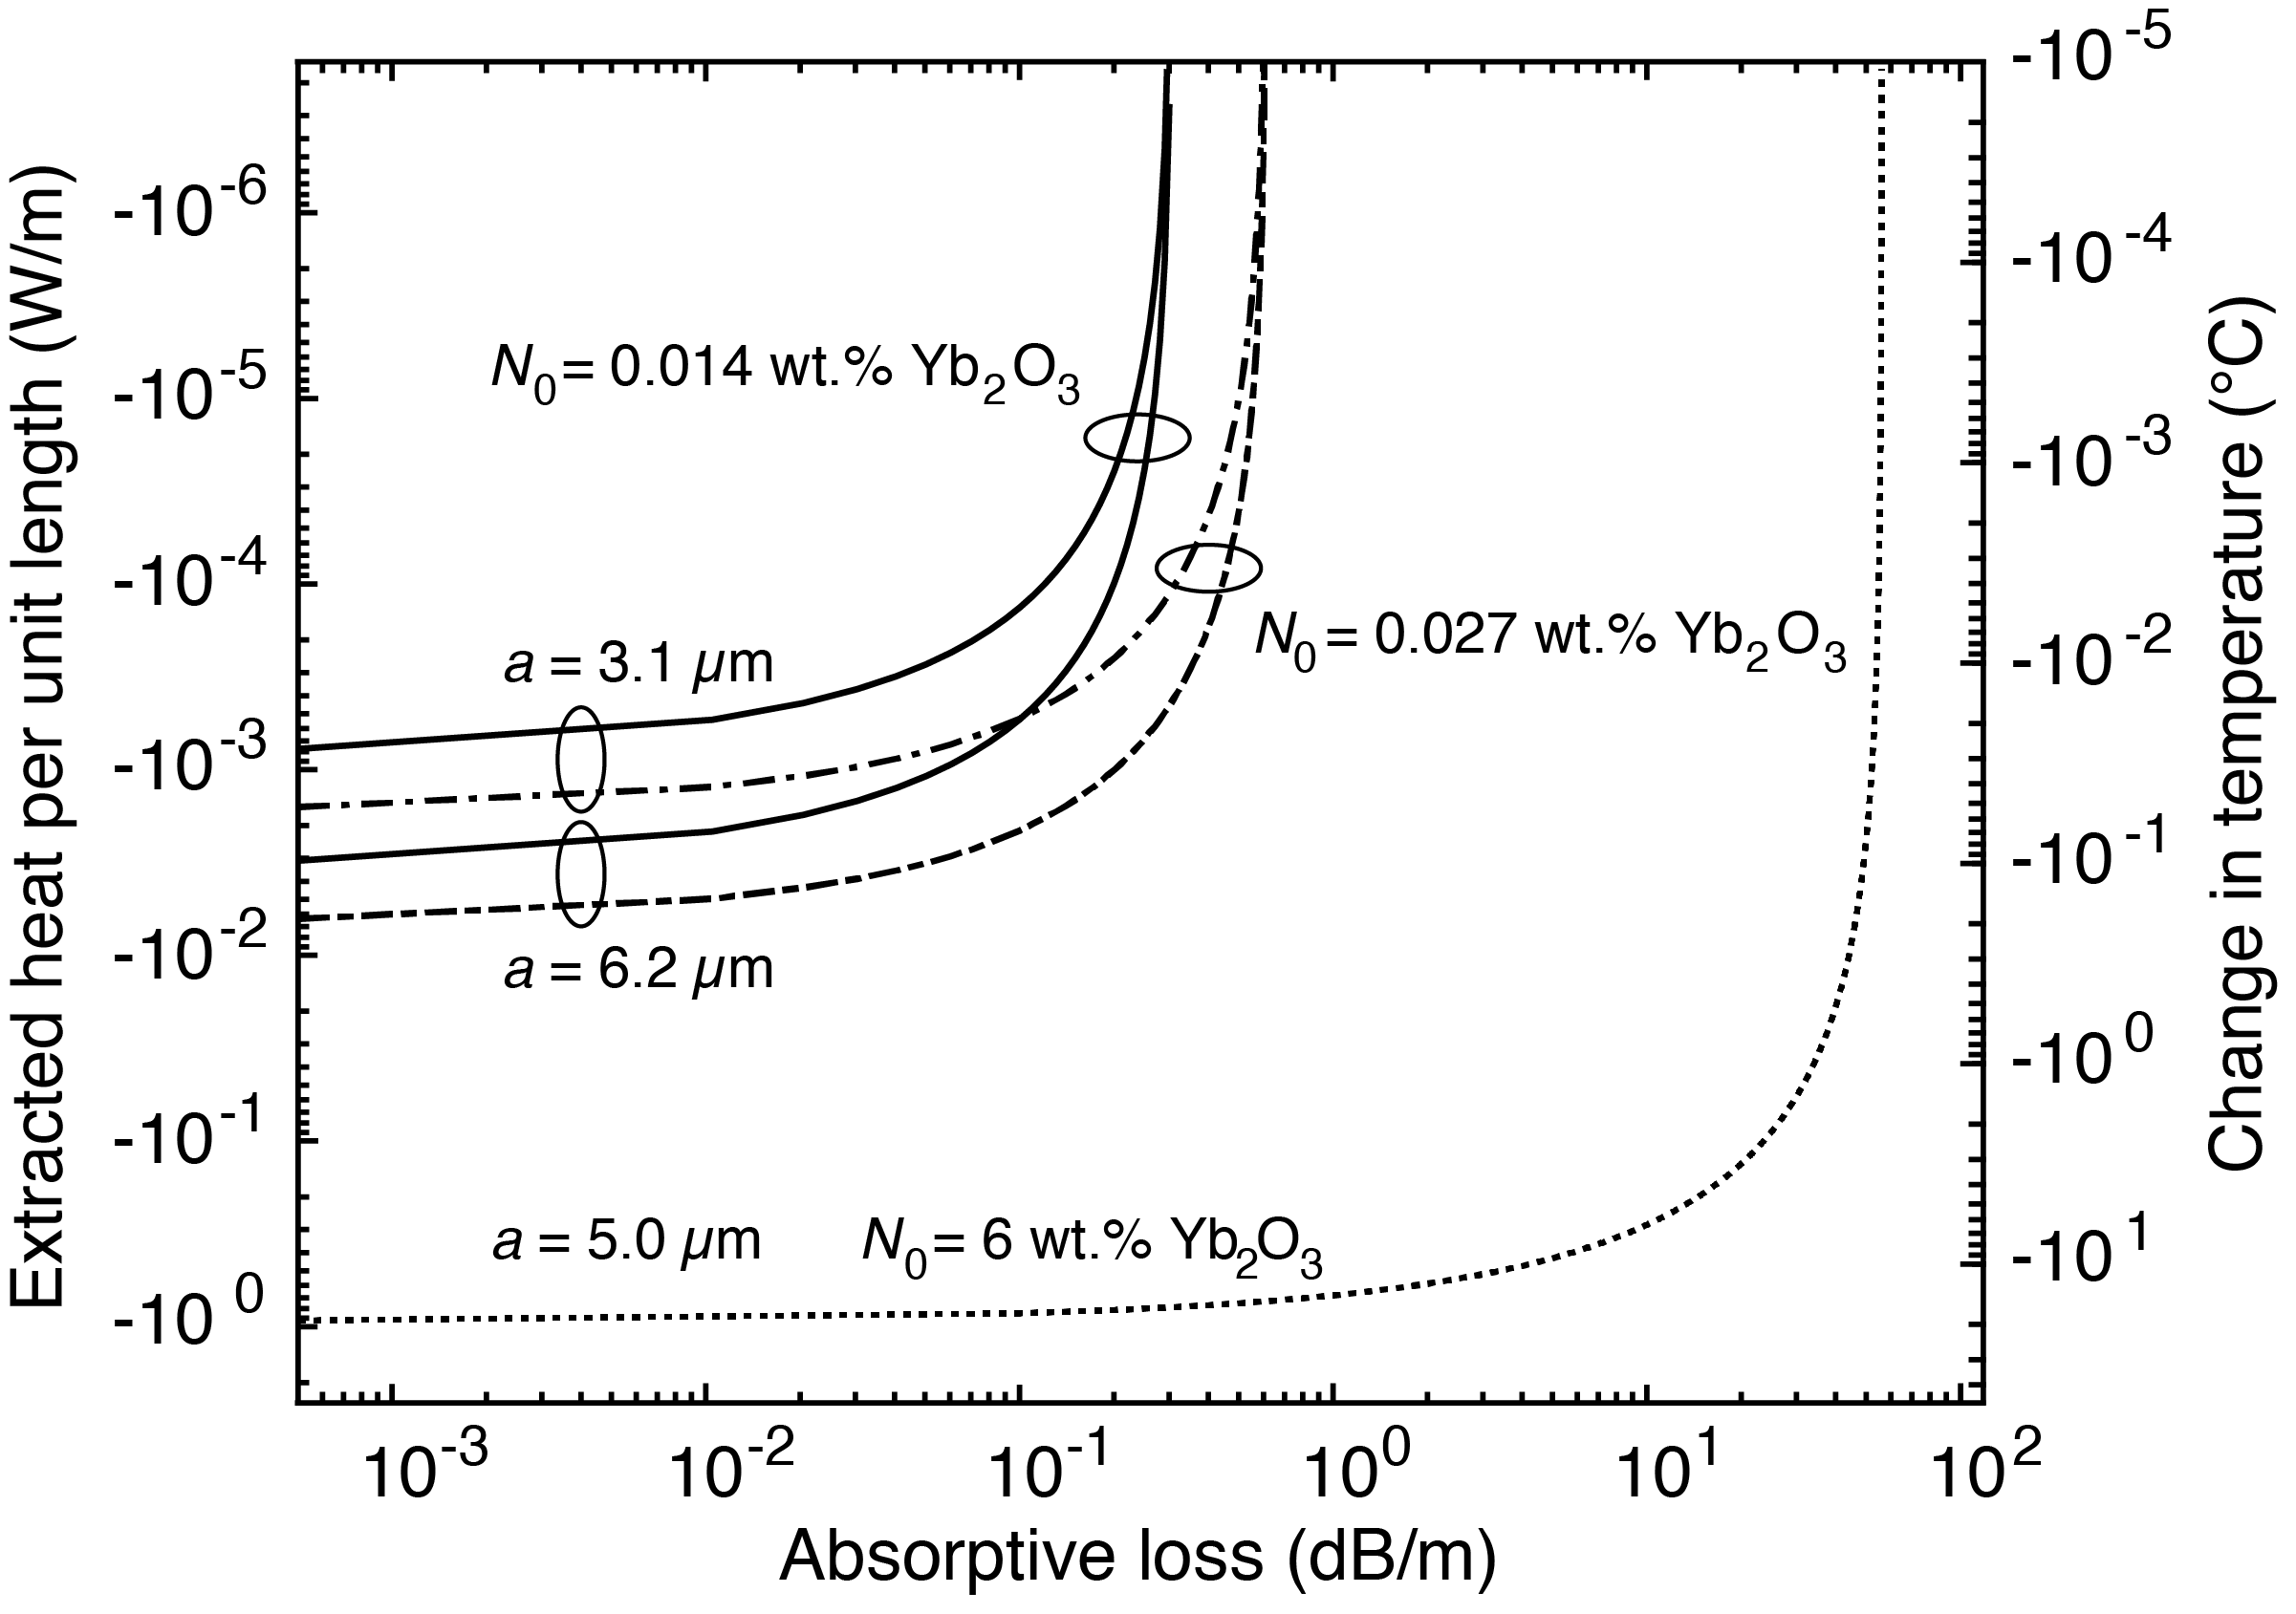 Extracted heat per unit length (W/m)
-10^-6
-10^-5
-10^-4
-10^-3
-10^-2
-10^-1
-10^0
N₀= 0.014 wt.% Yb₂O₃
a = 3.1 µm
N₀= 0.027 wt.% Yb₂O₃
a = 6.2 µm
a = 5.0 µm N₀= 6 wt.% Yb₂O₃
-10^-5
-10^-4
-10^-3
-10^-2
-10^-1
-10^0
-10^1
Change in temperature (°C)
10^-3 10^-2 10^-1 10^0 10^1 10^2
Absorptive loss (dB/m)